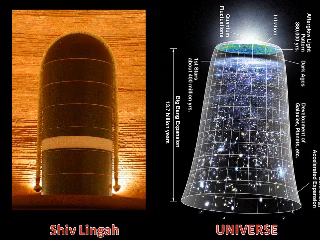 Quantum
Fluctuations
Inflation
Afterglow Light
Pattern
380,000 yrs.
Dark Ages
1st Stars
about 400 million yrs.
Development of
Galaxies, Planets, etc.
Accelerated Expansion
Big Bang Expansion
13.7 billion years
Shiv Lingah
UNIVERSE